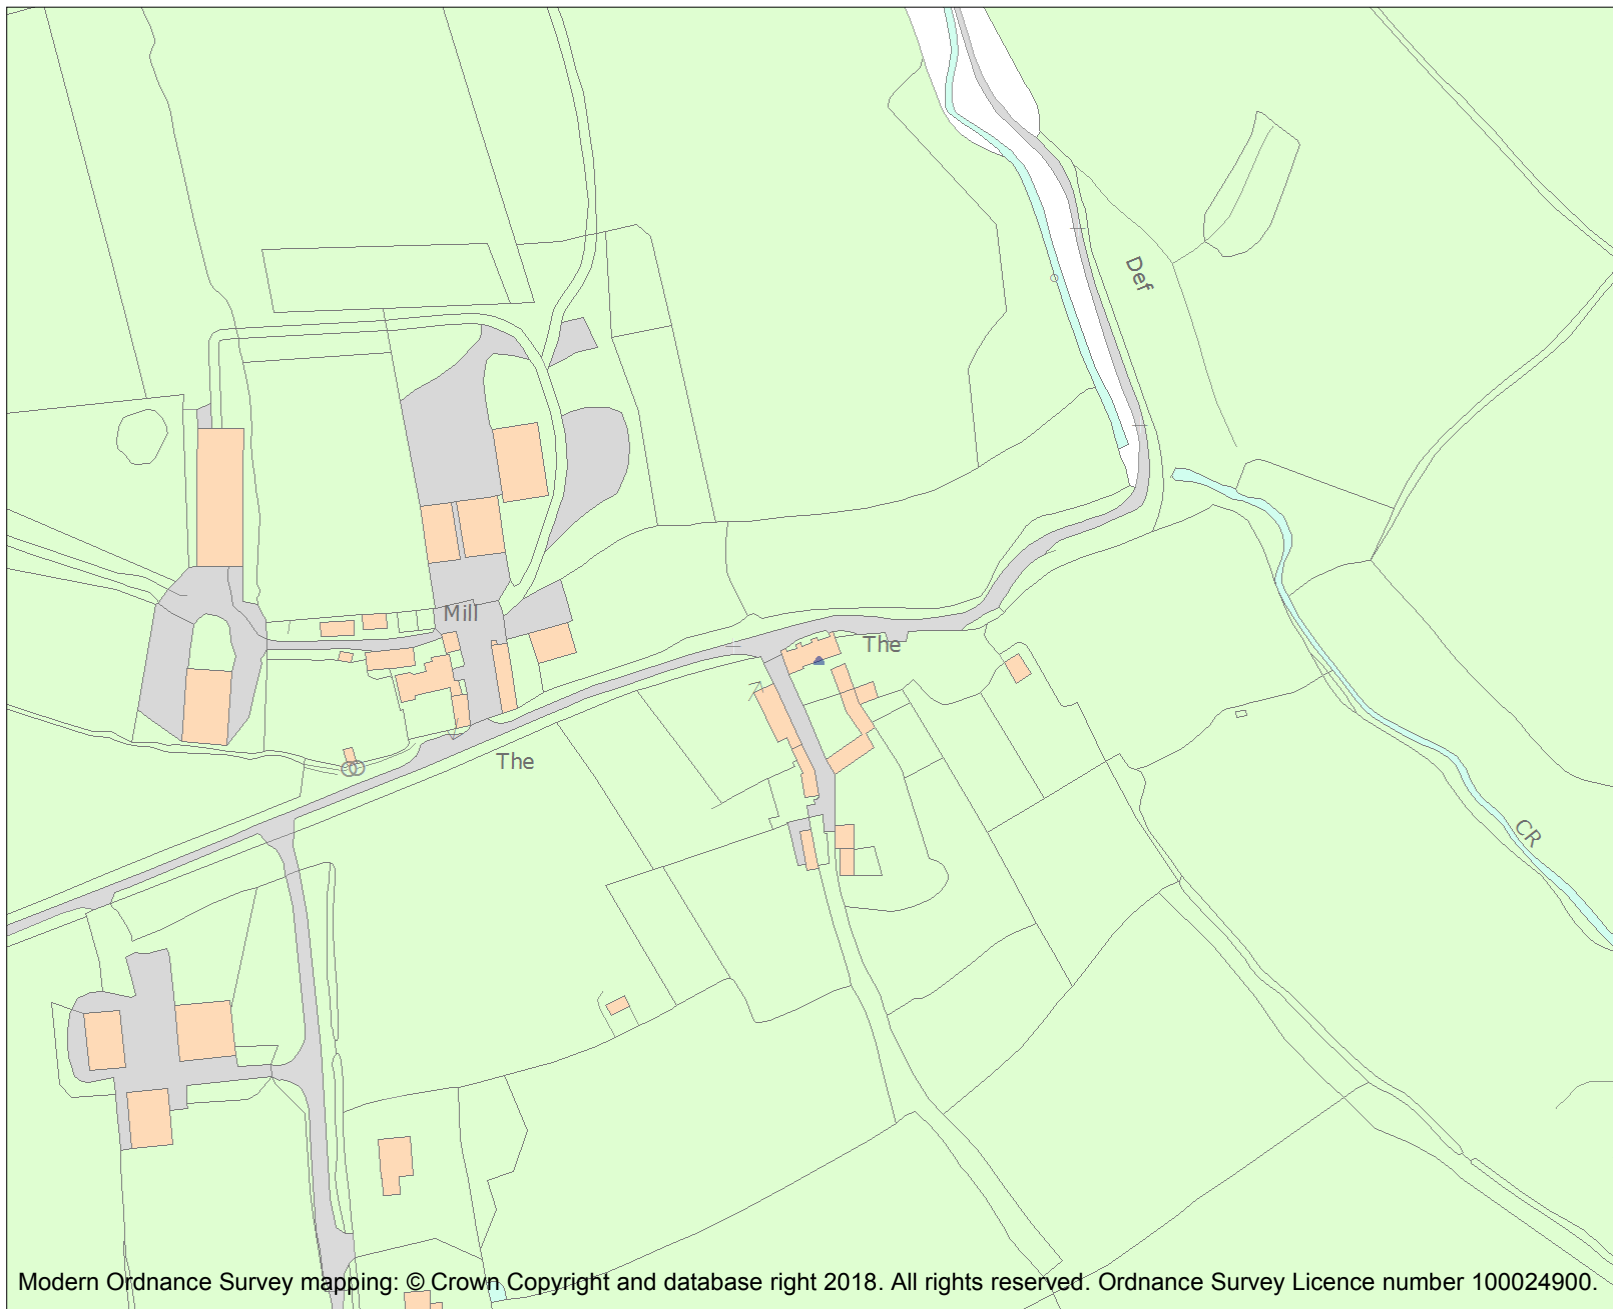 Def
Mill
The
The
CR
Modern Ordnance Survey mapping: © Crown Copyright and database right 2018. All rights reserved. Ordnance Survey Licence number 100024900.